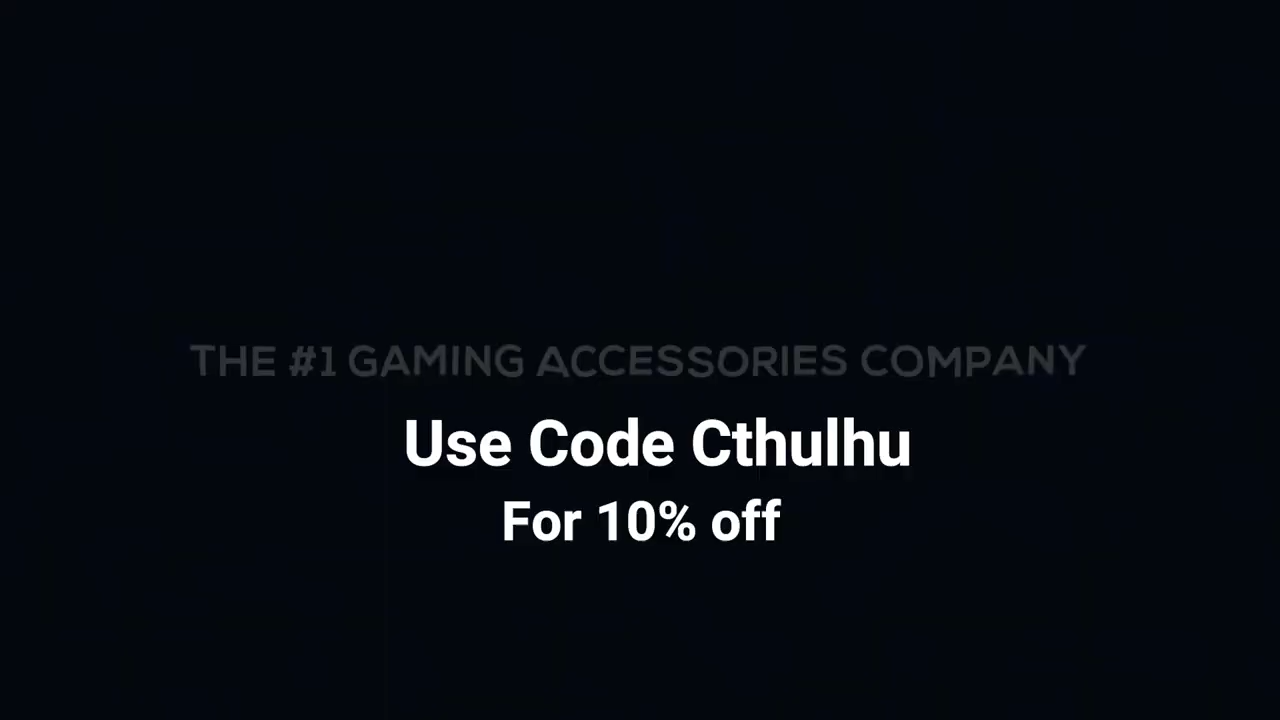 THE #1 GAMING ACCESSORIES COMPANY
Use Code Cthulhu
For 10% off